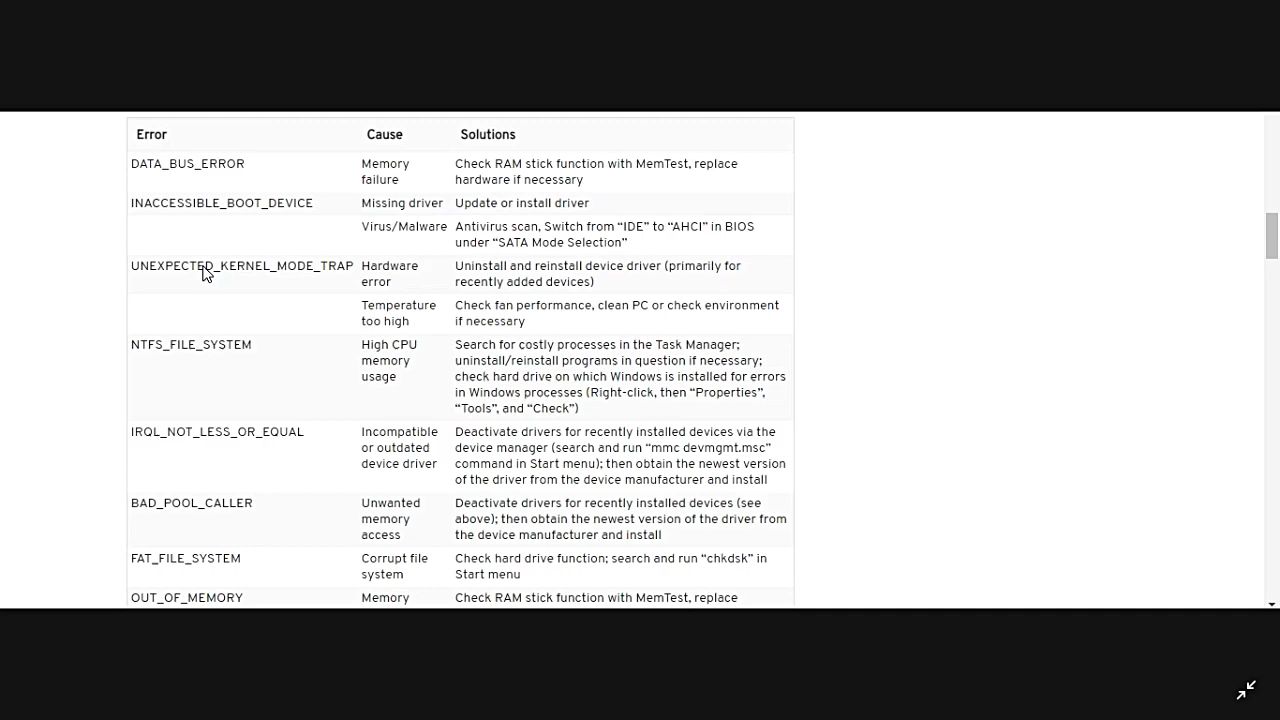 Error Cause Solutions
DATA_BUS_ERROR Memory Check RAM stick function with MemTest, replace
failure hardware if necessary
INACCESSIBLE_BOOT_DEVICE Missing driver Update or install driver
Virus/Malware Antivirus scan, Switch from “IDE” to “AHCI” in BIOS
under “SATA Mode Selection”
UNEXPECTED_KERNEL_MODE_TRAP Hardware Uninstall and reinstall device driver (primarily for
error recently added devices)
Temperature Check fan performance, clean PC or check environment
too high if necessary
NTFS_FILE_SYSTEM High CPU Search for costly processes in the Task Manager;
memory uninstall/reinstall programs in question if necessary;
usage check hard drive on which Windows is installed for errors
in Windows processes (Right-click, then “Properties”,
“Tools”, and “Check”)
IRQL_NOT_LESS_OR_EQUAL Incompatible Deactivate drivers for recently installed devices via the
or outdated device manager (search and run “mmc devmgmt.msc”
device driver command in Start menu); then obtain the newest version
of the driver from the device manufacturer and install
BAD_POOL_CALLER Unwanted Deactivate drivers for recently installed devices (see
memory above); then obtain the newest version of the driver from
access the device manufacturer and install
FAT_FILE_SYSTEM Corrupt file Check hard drive function; search and run “chkdsk” in
system Start menu
OUT_OF_MEMORY Memory Check RAM stick function with MemTest, replace